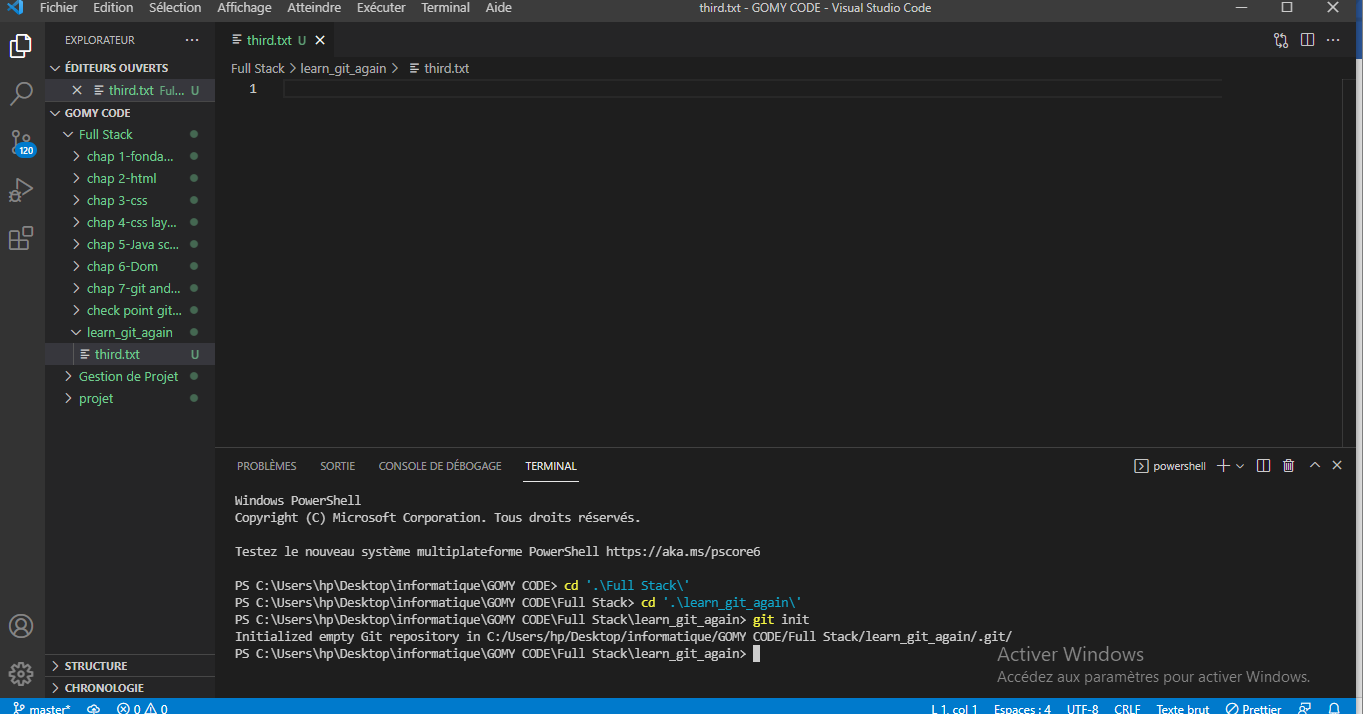 Fichier Edition Sélection Affichage Atteindre Exécuter Terminal Aide third.txt - GOMY CODE - Visual Studio Code
EXPLORATEUR ···
third.txt U
ÉDITEURS OUVERTS
third.txt Ful... U
GOMY CODE
Full Stack
chap 1-fonda...
chap 2-html
chap 3-css
chap 4-css lay...
chap 5-Java sc...
chap 6-Dom
chap 7-git and...
check point git...
learn_git_again
third.txt U
Gestion de Projet
projet
120
STRUCTURE
CHRONOLOGIE
Full Stack > learn_git_again > third.txt
1
PROBLÈMES SORTIE CONSOLE DE DÉBOGAGE TERMINAL powershell
Windows PowerShell
Copyright (C) Microsoft Corporation. Tous droits réservés.
Testez le nouveau système multiplateforme PowerShell https://aka.ms/pscore6
PS C:\Users\hp\Desktop\informatique\GOMY CODE> cd '.\Full Stack\'
PS C:\Users\hp\Desktop\informatique\GOMY CODE\Full Stack> cd '.\learn_git_again\'
PS C:\Users\hp\Desktop\informatique\GOMY CODE\Full Stack\learn_git_again> git init
Initialized empty Git repository in C:/Users/hp/Desktop/informatique/GOMY CODE/Full Stack/learn_git_again/.git/
PS C:\Users\hp\Desktop\informatique\GOMY CODE\Full Stack\learn_git_again>
Activer Windows
Accédez aux paramètres pour activer Windows.
master* 0 0 L 1, col 1 Espaces : 4 UTF-8 CRLF Texte brut Prettier